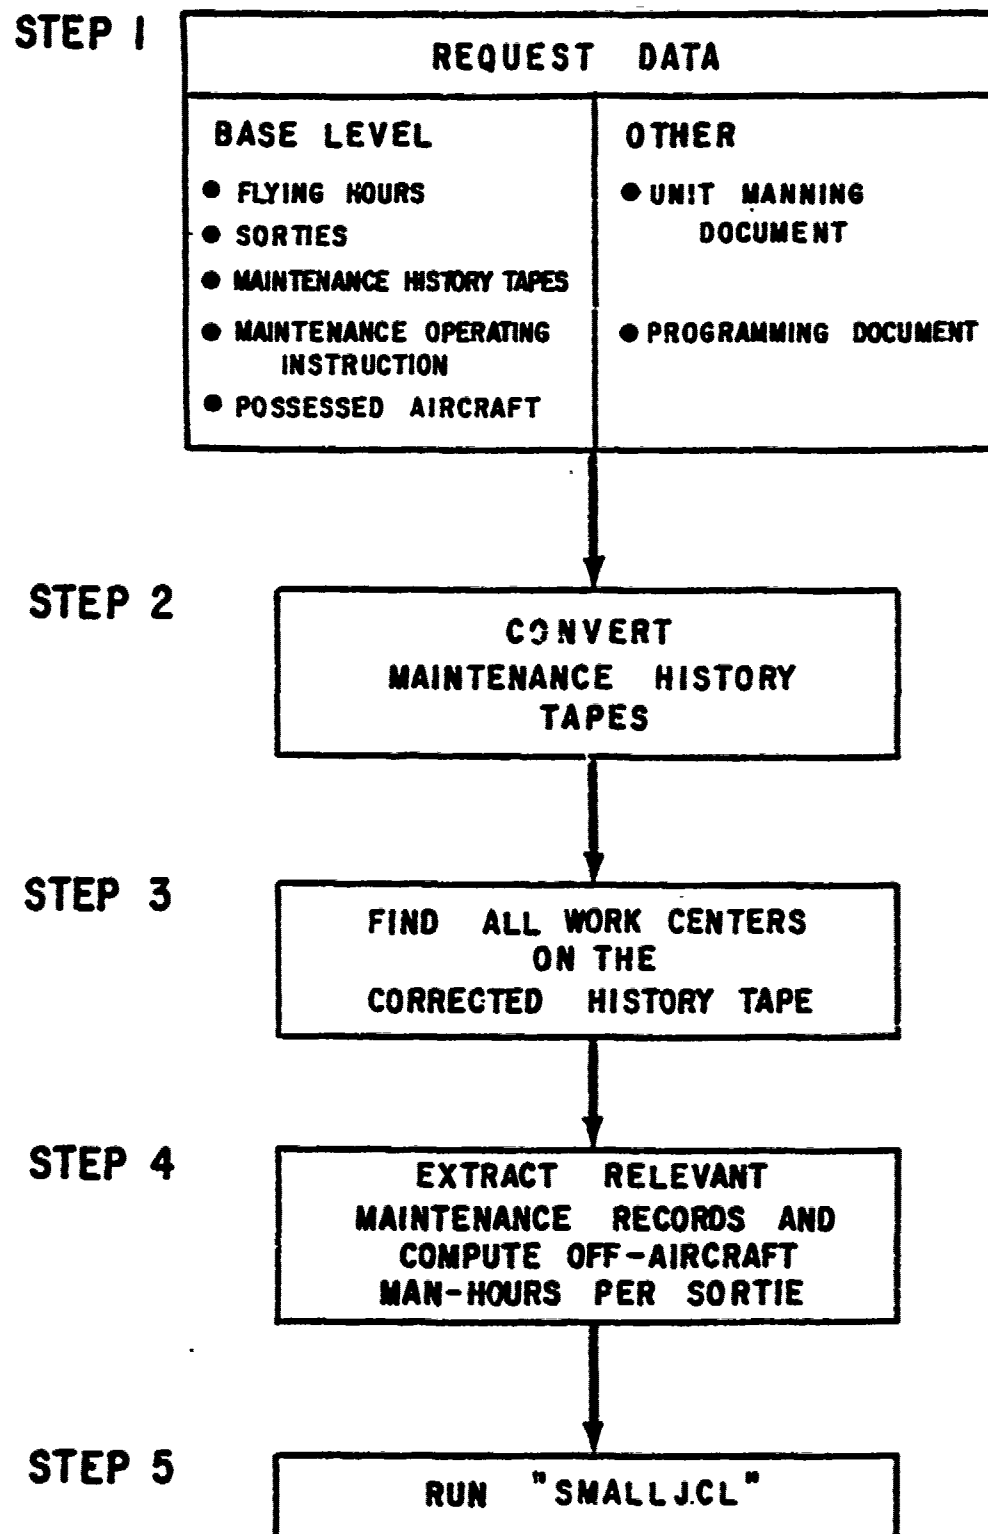 STEP 1
REQUEST DATA
BASE LEVEL
● FLYING HOURS
● SORTIES
● MAINTENANCE HISTORY TAPES
● MAINTENANCE OPERATING
INSTRUCTION
● POSSESSED AIRCRAFT
OTHER
● UNIT MANNING
DOCUMENT
● PROGRAMMING DOCUMENT
STEP 2
CONVERT
MAINTENANCE HISTORY
TAPES
STEP 3
FIND ALL WORK CENTERS
ON THE
CORRECTED HISTORY TAPE
STEP 4
EXTRACT RELEVANT
MAINTENANCE RECORDS AND
COMPUTE OFF-AIRCRAFT
MAN-HOURS PER SORTIE
STEP 5
RUN "SMALLJ.CL"